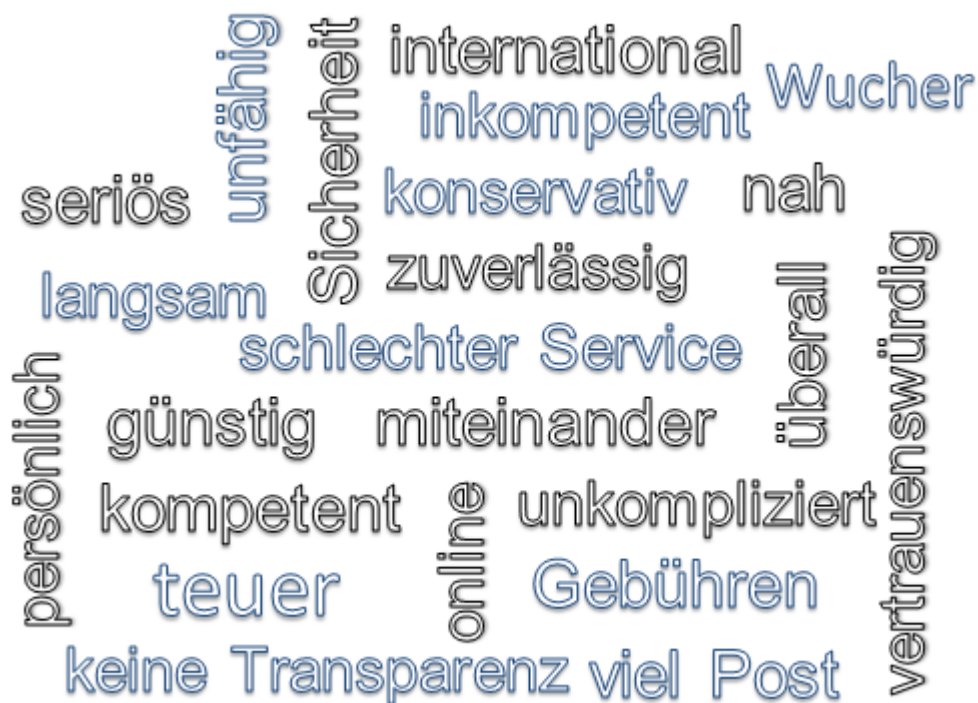 unfähig
Sicherheit
international
Wucher
inkompetent
seriös
konservativ
nah
zuverlässig
langsam
überall
vertrauenswürdig
schlechter Service
persönlich
günstig
miteinander
kompetent
online
unkompliziert
teuer
Gebühren
keine Transparenz
viel Post